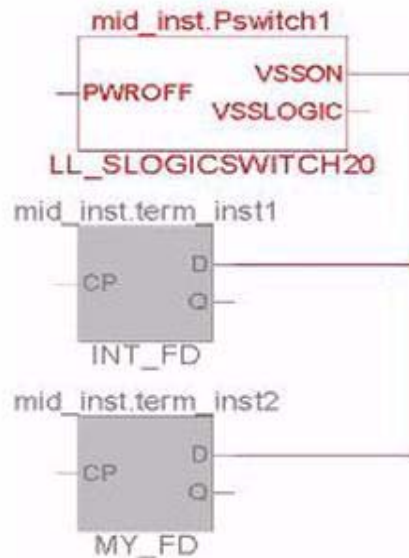 mid_inst.Pswitch1
VSSON
PWROFF
VSSLOGIC
LL_SLOGICSWITCH20
mid_inst.term_inst1
D
CP
Q
INT_FD
mid_inst.term_inst2
D
CP
Q
MY_FD